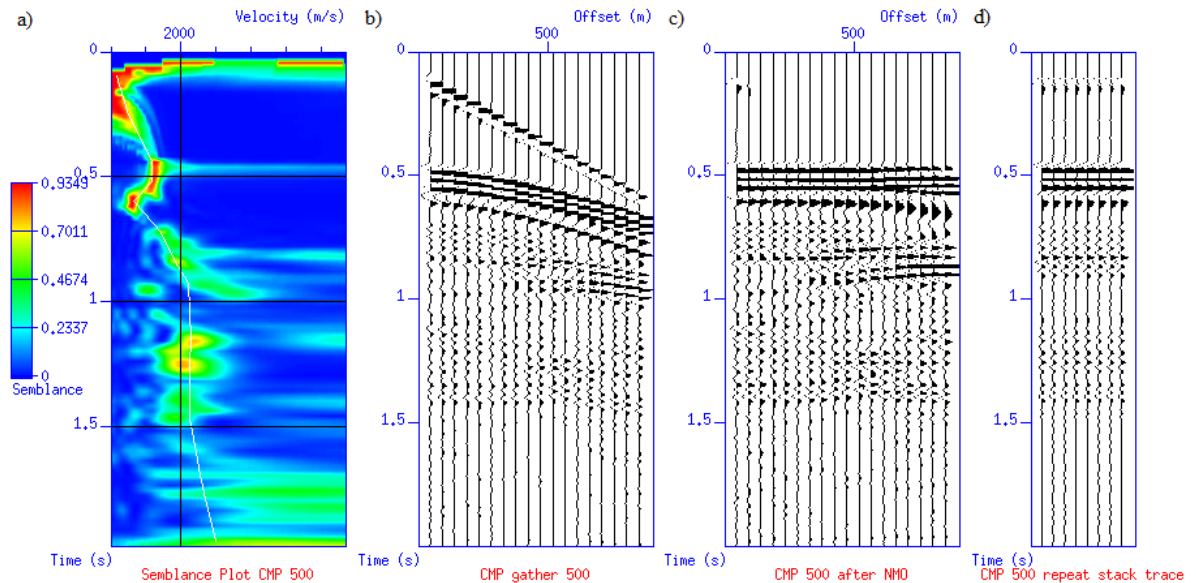 a)
Velocity (m/s)
2000
0
0.5
1
1.5
Time (s)
0.9349
0.7011
0.4674
0.2337
0
Semblance
Semblance Plot CMP 500
b)
Offset (m)
500
0
0.5
1
1.5
Time (s)
CMP gather 500
c)
Offset (m)
500
0
0.5
1
1.5
Time (s)
CMP 500 after NMO
d)
0
0.5
1
1.5
Time (s)
CMP 500 repeat stack trace